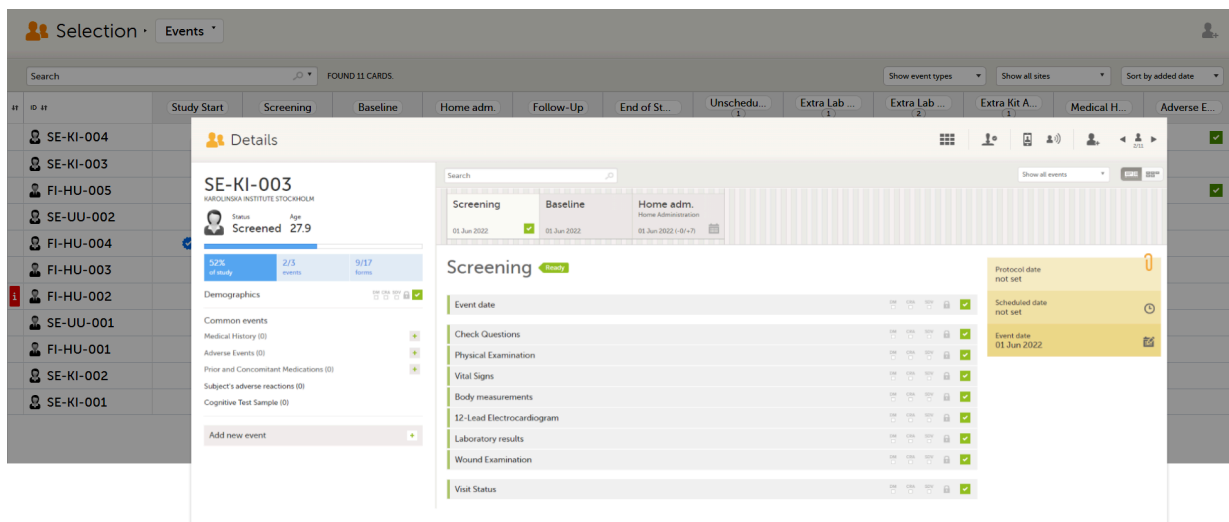 Selection · Events
Search
FOUND 11 CARDS.
Show event types
Show all sites
Sort by added date
ID
Study Start
Screening
Baseline
Home adm.
Follow-Up
End of St...
Unschedu...
(1)
Extra Lab ...
(1)
Extra Lab ...
(2)
Extra Kit A...
(1)
Medical H...
Adverse E...
SE-KI-004
SE-KI-003
FI-HU-005
SE-UU-002
FI-HU-004
FI-HU-003
i FI-HU-002
SE-UU-001
FI-HU-001
SE-KI-002
SE-KI-001
Details
2/11
SE-KI-003
KAROLINSKA INSTITUTE STOCKHOLM
Status Age
Screened 27.9
52% 2/3 9/17
of study events forms
Demographics
Common events
Medical History (0)
Adverse Events (0)
Prior and Concomitant Medications (0)
Subject's adverse reactions (0)
Cognitive Test Sample (0)
Add new event
Search
Show all events
Screening
01 Jun 2022
Baseline
01 Jun 2022
Home adm.
Home Administration
01 Jun 2022 (-0/+7)
Screening Ready
Event date
Check Questions
Physical Examination
Vital Signs
Body measurements
12-Lead Electrocardiogram
Laboratory results
Wound Examination
Visit Status
Protocol date
not set
Scheduled date
not set
Event date
01 Jun 2022